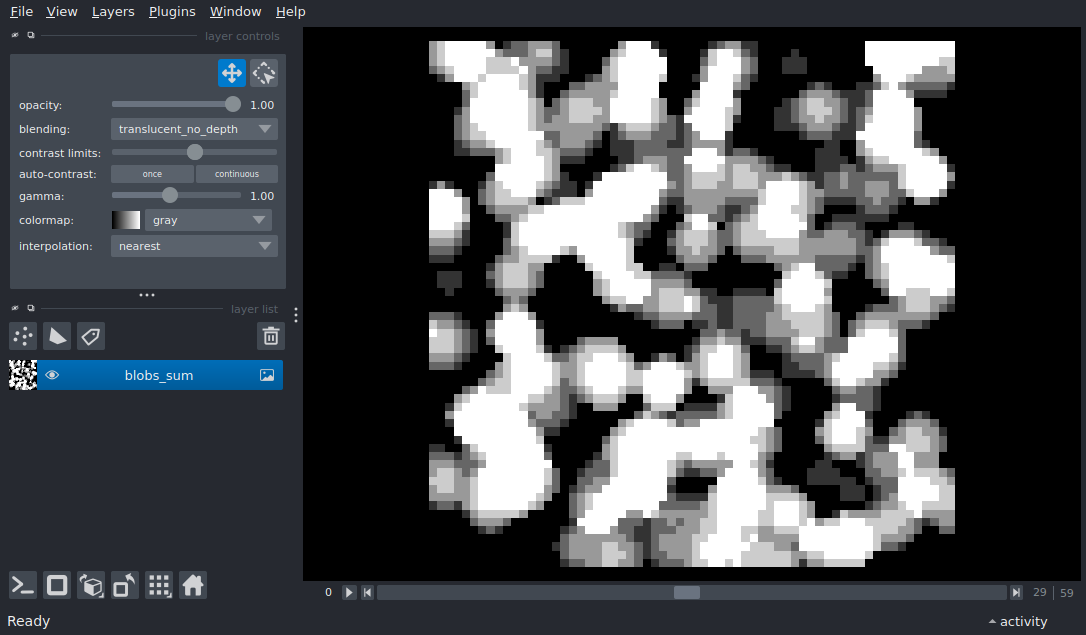 File View Layers Plugins Window Help
layer controls
opacity: 1.00
blending: translucent_no_depth
contrast limits:
auto-contrast: once continuous
gamma: 1.00
colormap: gray
interpolation: nearest
layer list
blobs_sum
0 29 59
Ready activity